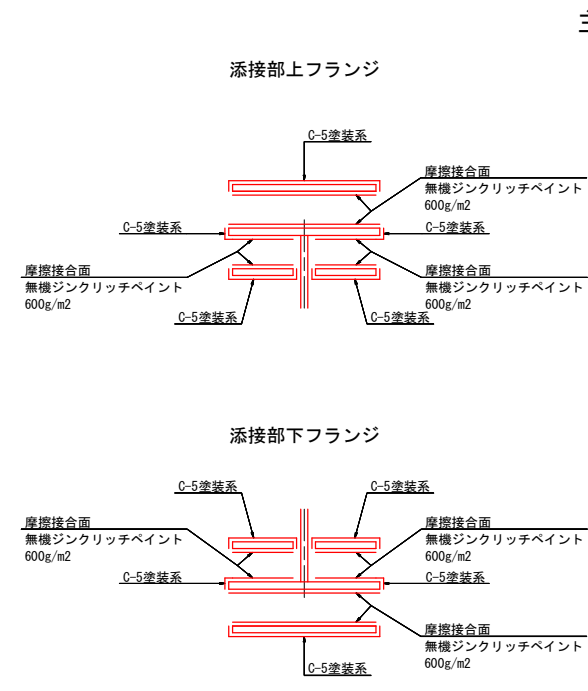 主
添接部上フランジ
C-5塗装系
摩擦接合面
無機ジンクリッチペイント
600g/m2
C-5塗装系
C-5塗装系
摩擦接合面
無機ジンクリッチペイント
600g/m2
摩擦接合面
無機ジンクリッチペイント
600g/m2
C-5塗装系
C-5塗装系
添接部下フランジ
C-5塗装系
C-5塗装系
摩擦接合面
無機ジンクリッチペイント
600g/m2
摩擦接合面
無機ジンクリッチペイント
600g/m2
C-5塗装系
C-5塗装系
摩擦接合面
無機ジンクリッチペイント
600g/m2
C-5塗装系